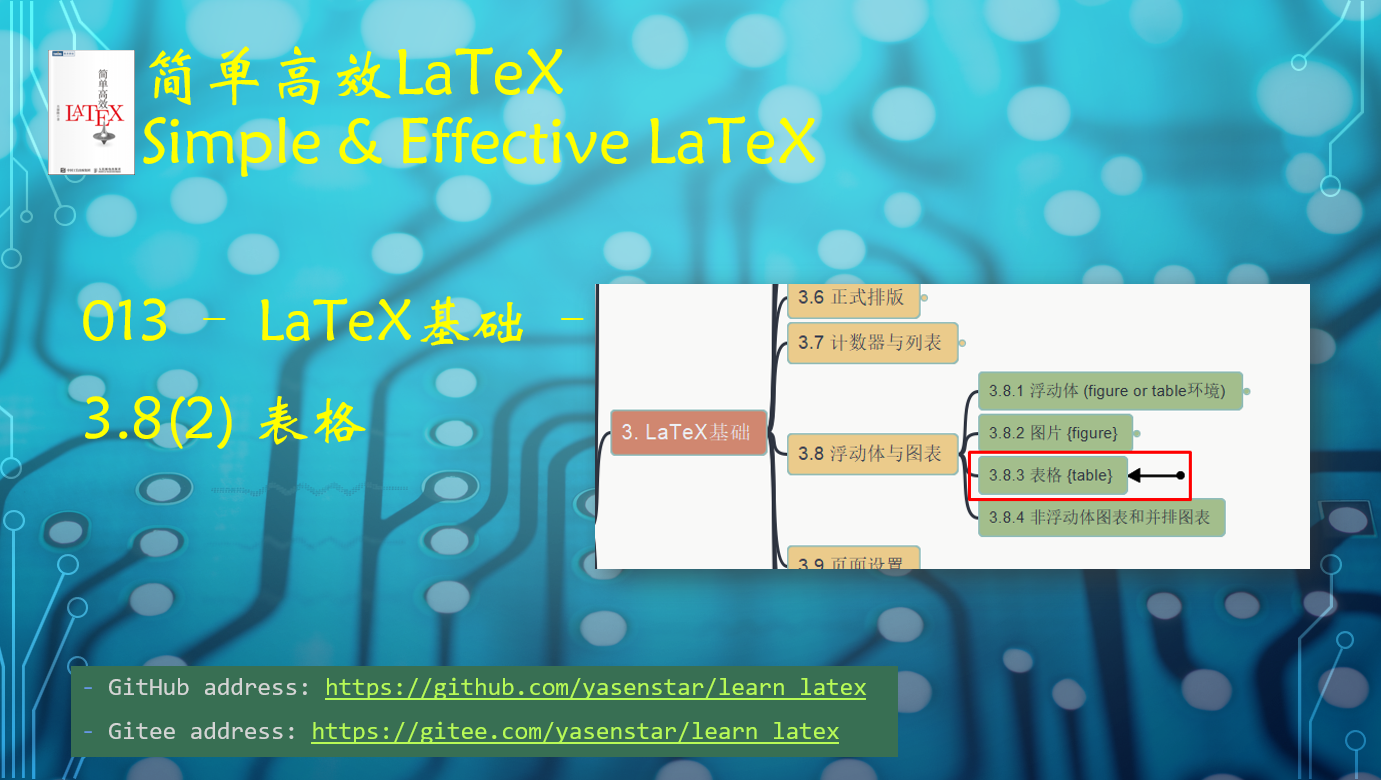 简单高效LaTeX
Simple & Effective LaTeX
简单高效
LATEX
013 - LaTeX基础 -
3.8(2) 表格
3.6 正式排版
3.7 计数器与列表
3. LaTeX基础
3.8 浮动体与图表
3.8.1 浮动体 (figure or table环境)
3.8.2 图片 {figure}
3.8.3 表格 {table}
3.8.4 非浮动体图表和并排图表
3.9 页面设置
- GitHub address: https://github.com/yasenstar/learn_latex
- Gitee address: https://gitee.com/yasenstar/learn_latex